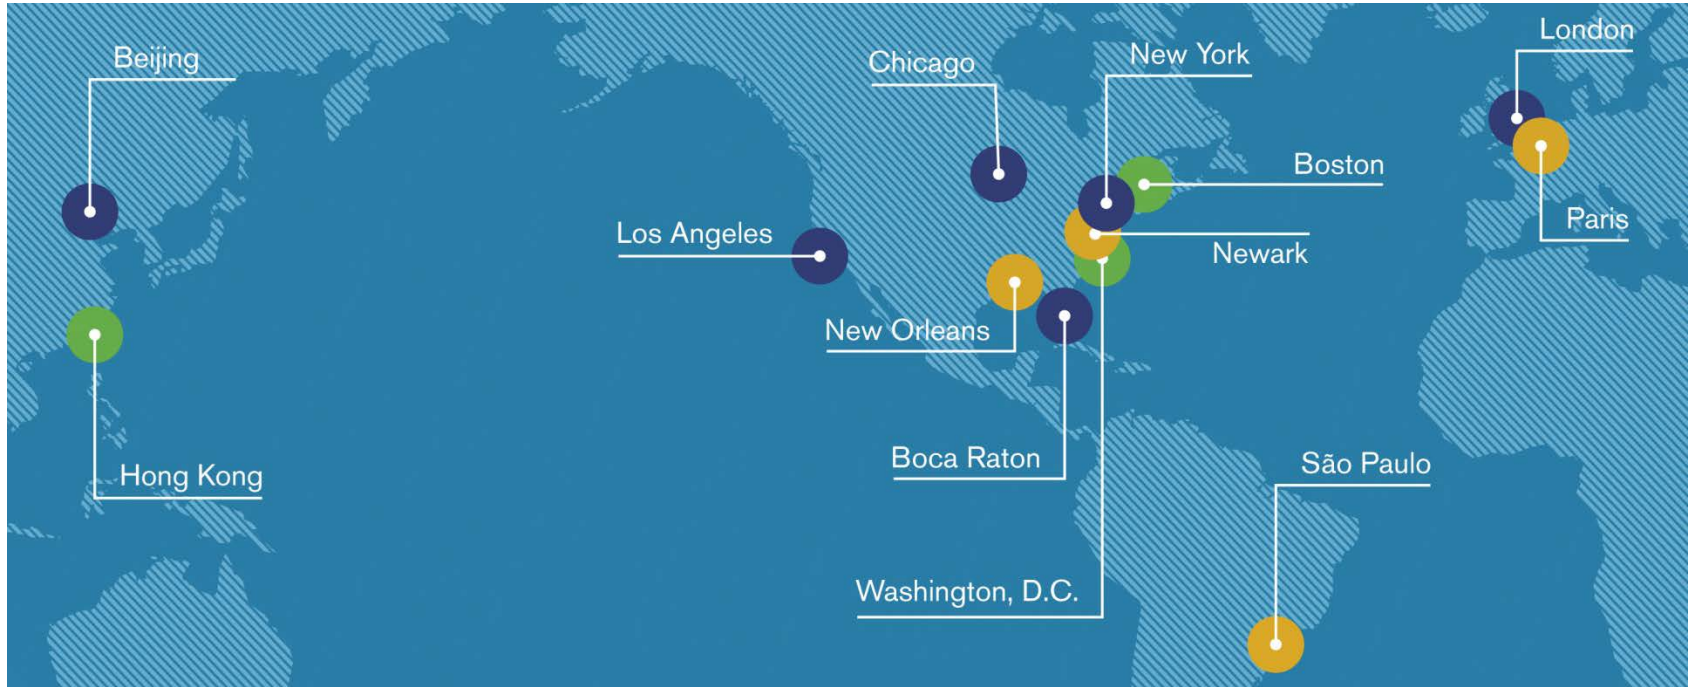 London
New York
Beijing
Chicago
Boston
Paris
Los Angeles
Newark
New Orleans
Boca Raton
São Paulo
Hong Kong
Washington, D.C.